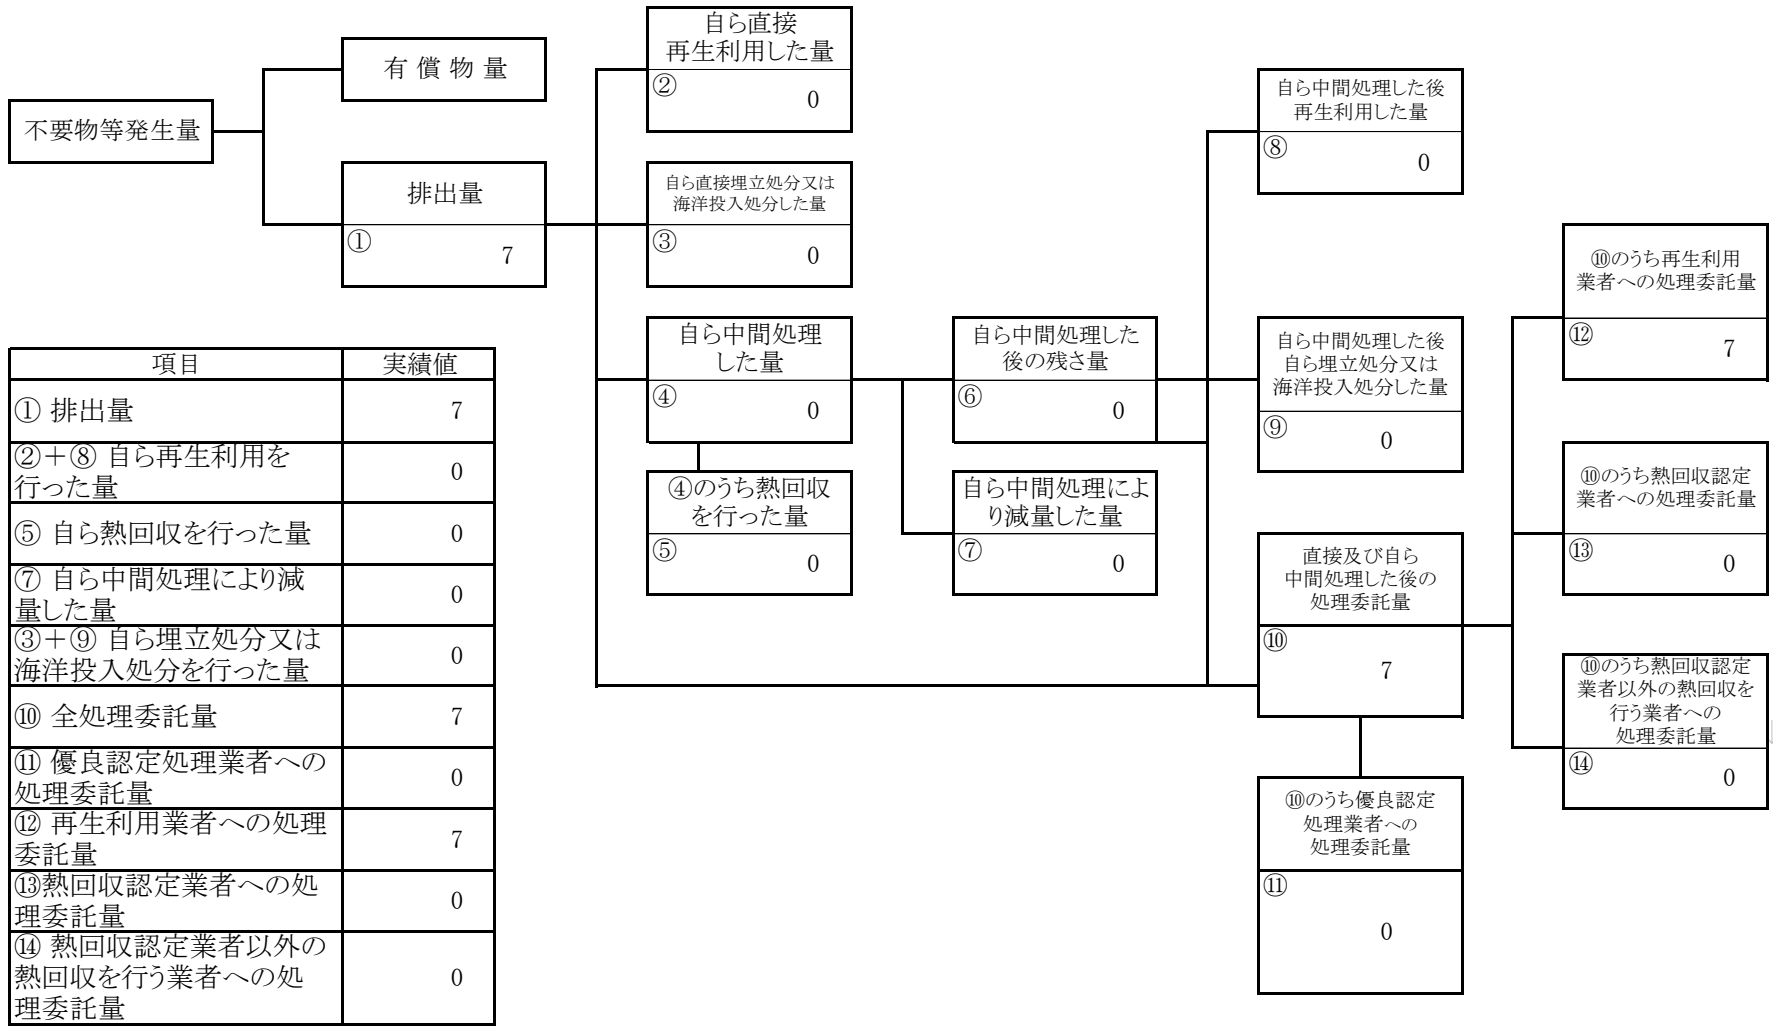 不要物等発生量
有償物量
排出量
①
7
自ら直接
再生利用した量
②
0
自ら直接埋立処分又は
海洋投入処分した量
③
0
自ら中間処理
した量
④
0
④のうち熱回収
を行った量
⑤
0
自ら中間処理した
後の残さ量
⑥
0
自ら中間処理によ
り減量した量
⑦
0
自ら中間処理した後
再生利用した量
⑧
0
自ら中間処理した後
自ら埋立処分又は
海洋投入処分した量
⑨
0
直接及び自ら
中間処理した後の
処理委託量
⑩
7
⑩のうち優良認定
処理業者への
処理委託量
⑪
0
⑩のうち再生利用
業者への処理委託量
⑫
7
⑩のうち熱回収認定
業者への処理委託量
⑬
0
⑩のうち熱回収認定
業者以外の熱回収を
行う業者への
処理委託量
⑭
0
項目 実績値
① 排出量 7
②＋⑧ 自ら再生利用を
行った量 0
⑤ 自ら熱回収を行った量 0
⑦ 自ら中間処理により減
量した量 0
③＋⑨ 自ら埋立処分又は
海洋投入処分を行った量 0
⑩ 全処理委託量 7
⑪ 優良認定処理業者への
処理委託量 0
⑫ 再生利用業者への処理
委託量 7
⑬熱回収認定業者への処
理委託量 0
⑭ 熱回収認定業者以外の
熱回収を行う業者への処
理委託量 0